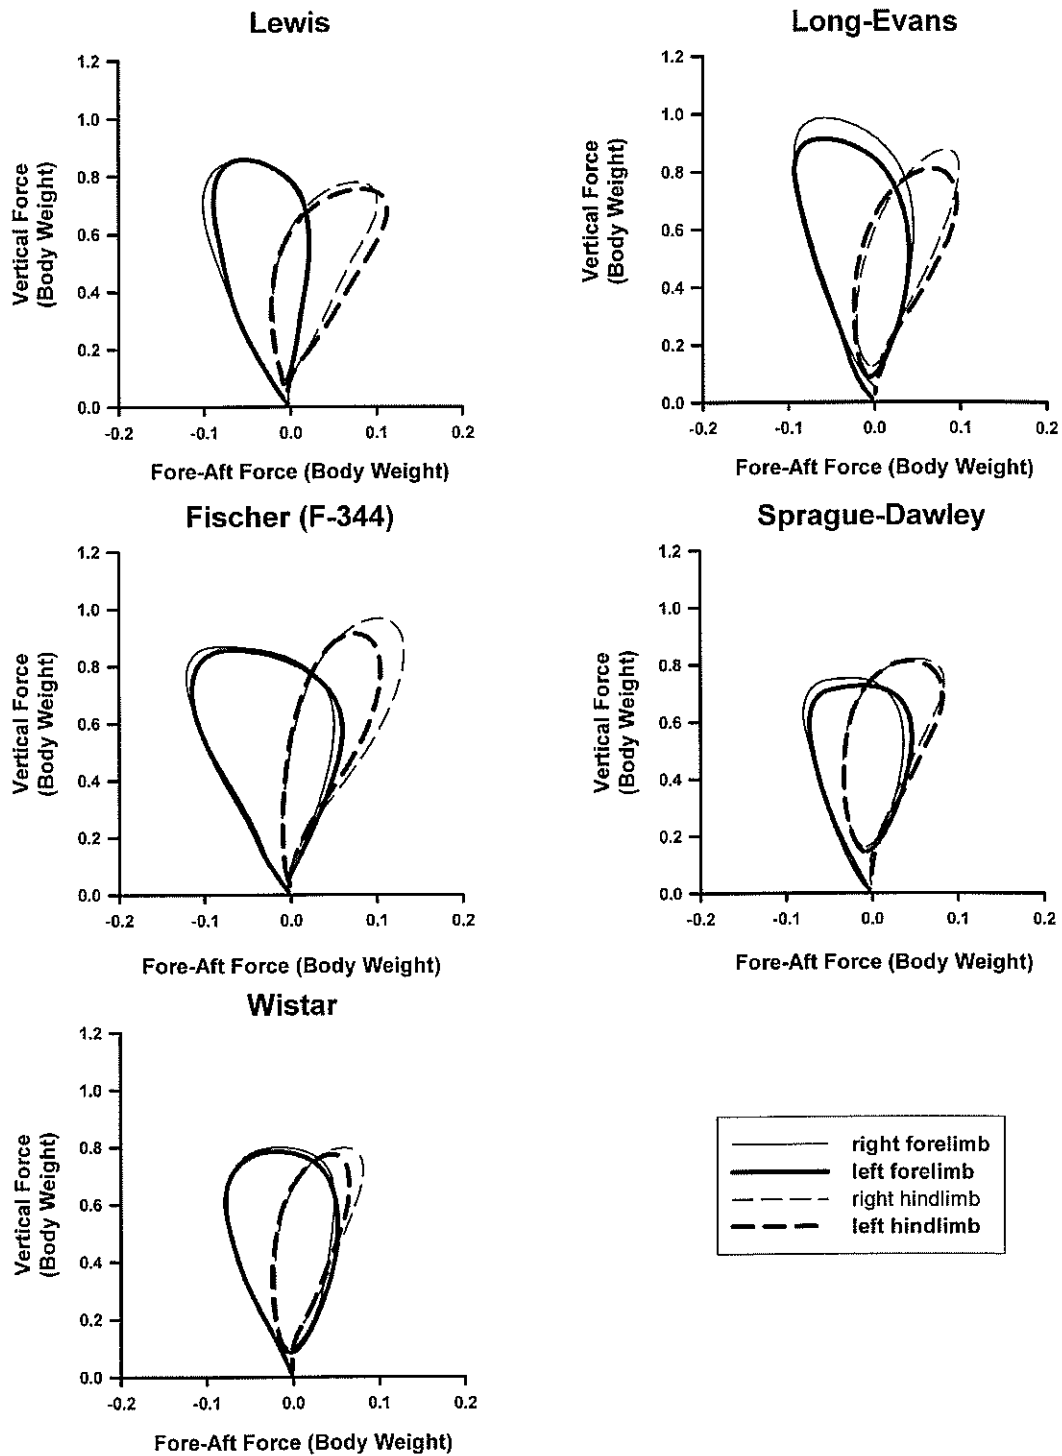 Lewis
1.2
1.0
0.8
0.6
0.4
0.2
0.0
-0.2 -0.1 0.0 0.1 0.2
Vertical Force
(Body Weight)
Fore-Aft Force (Body Weight)
Long-Evans
1.2
1.0
0.8
0.6
0.4
0.2
0.0
-0.2 -0.1 0.0 0.1 0.2
Vertical Force
(Body Weight)
Fore-Aft Force (Body Weight)
Fischer (F-344)
1.2
1.0
0.8
0.6
0.4
0.2
0.0
-0.2 -0.1 0.0 0.1 0.2
Vertical Force
(Body Weight)
Fore-Aft Force (Body Weight)
Sprague-Dawley
1.2
1.0
0.8
0.6
0.4
0.2
0.0
-0.2 -0.1 0.0 0.1 0.2
Vertical Force
(Body Weight)
Fore-Aft Force (Body Weight)
Wistar
1.2
1.0
0.8
0.6
0.4
0.2
0.0
-0.2 -0.1 0.0 0.1 0.2
Vertical Force
(Body Weight)
Fore-Aft Force (Body Weight)
right forelimb
left forelimb
right hindlimb
left hindlimb